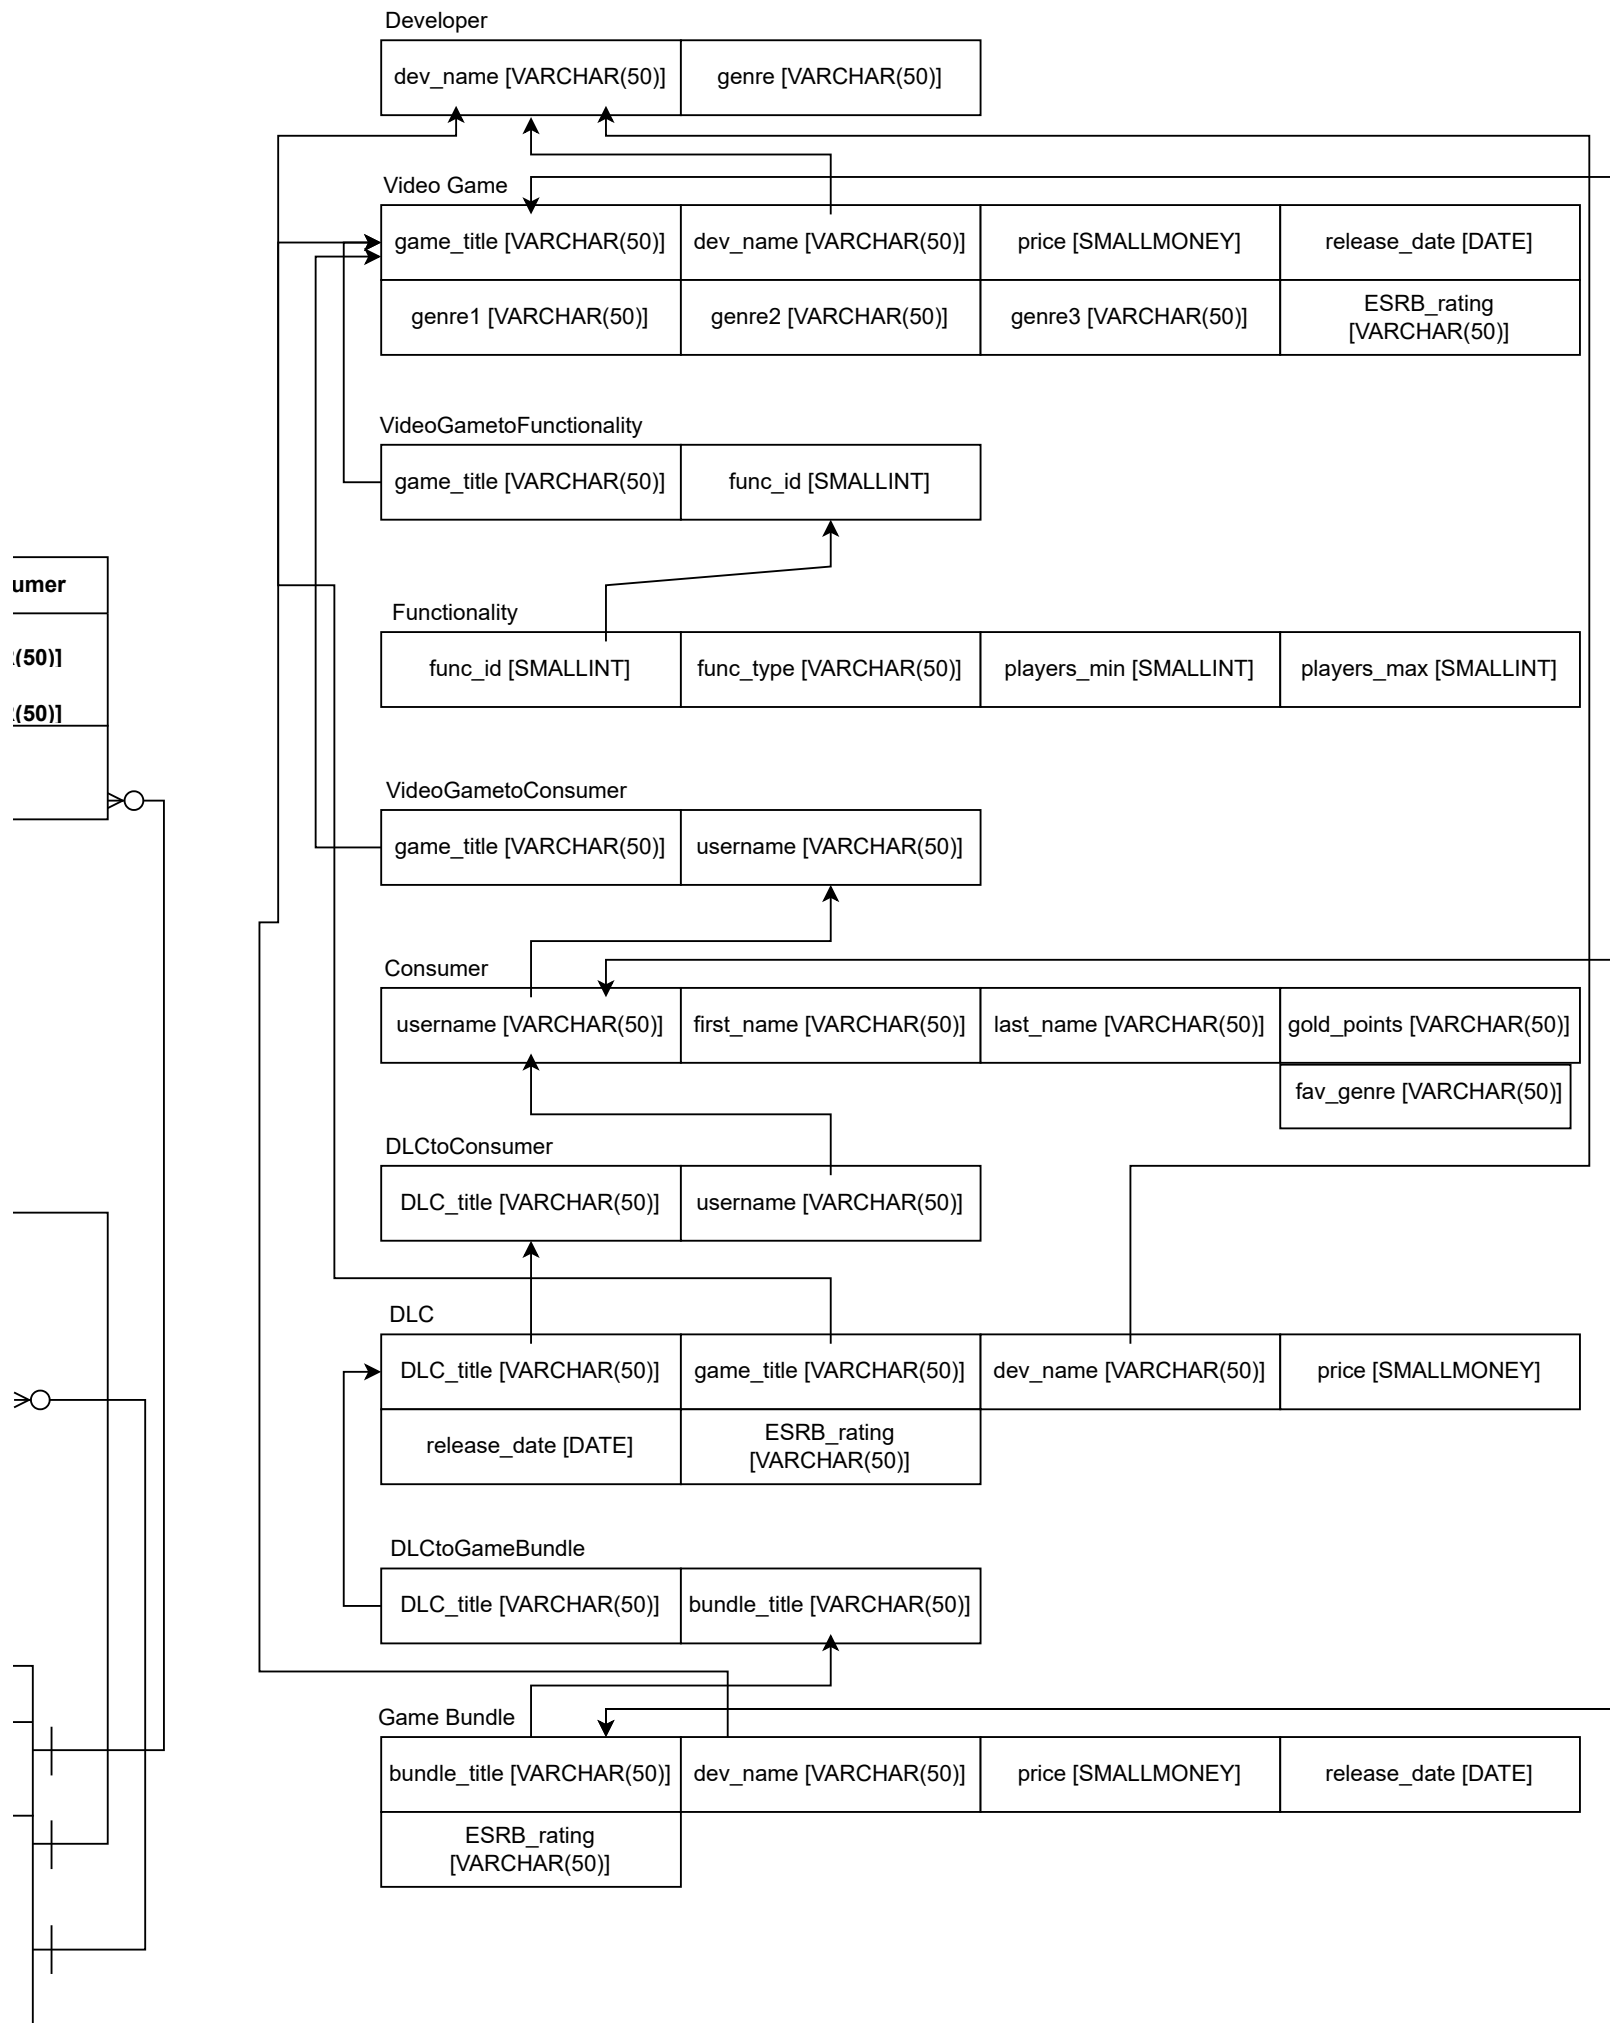 Developer
dev_name [VARCHAR(50)]
genre [VARCHAR(50)]
Video Game
game_title [VARCHAR(50)]
dev_name [VARCHAR(50)]
price [SMALLMONEY]
release_date [DATE]
genre1 [VARCHAR(50)]
genre2 [VARCHAR(50)]
genre3 [VARCHAR(50)]
ESRB_rating
[VARCHAR(50)]
VideoGametoFunctionality
game_title [VARCHAR(50)]
func_id [SMALLINT]
umer
(50)]
(50)]
Functionality
func_id [SMALLINT]
func_type [VARCHAR(50)]
players_min [SMALLINT]
players_max [SMALLINT]
VideoGametoConsumer
game_title [VARCHAR(50)]
username [VARCHAR(50)]
Consumer
username [VARCHAR(50)]
first_name [VARCHAR(50)]
last_name [VARCHAR(50)]
gold_points [VARCHAR(50)]
fav_genre [VARCHAR(50)]
DLCtoConsumer
DLC_title [VARCHAR(50)]
username [VARCHAR(50)]
DLC
DLC_title [VARCHAR(50)]
game_title [VARCHAR(50)]
dev_name [VARCHAR(50)]
price [SMALLMONEY]
release_date [DATE]
ESRB_rating
[VARCHAR(50)]
DLCtoGameBundle
DLC_title [VARCHAR(50)]
bundle_title [VARCHAR(50)]
Game Bundle
bundle_title [VARCHAR(50)]
dev_name [VARCHAR(50)]
price [SMALLMONEY]
release_date [DATE]
ESRB_rating
[VARCHAR(50)]